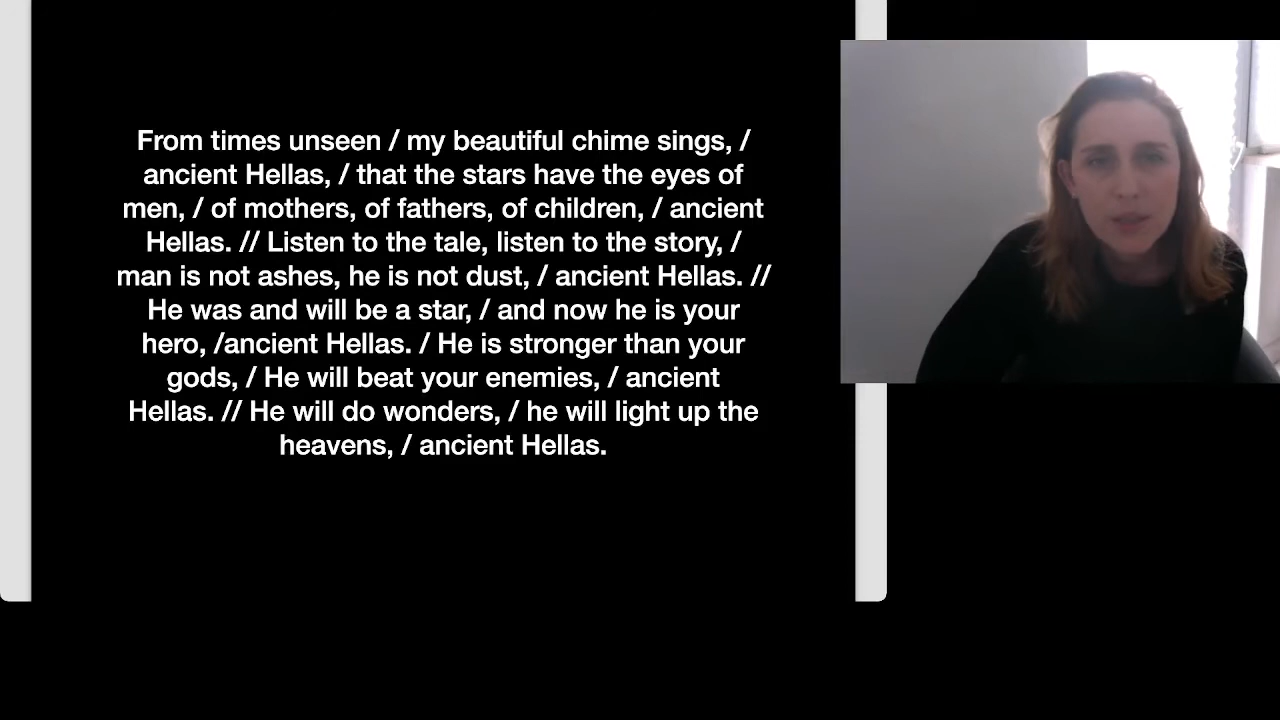 From times unseen / my beautiful chime sings, /
ancient Hellas, / that the stars have the eyes of
men, / of mothers, of fathers, of children, / ancient
Hellas. // Listen to the tale, listen to the story, /
man is not ashes, he is not dust, / ancient Hellas. //
He was and will be a star, / and now he is your
hero, /ancient Hellas. / He is stronger than your
gods, / He will beat your enemies, / ancient
Hellas. // He will do wonders, / he will light up the
heavens, / ancient Hellas.